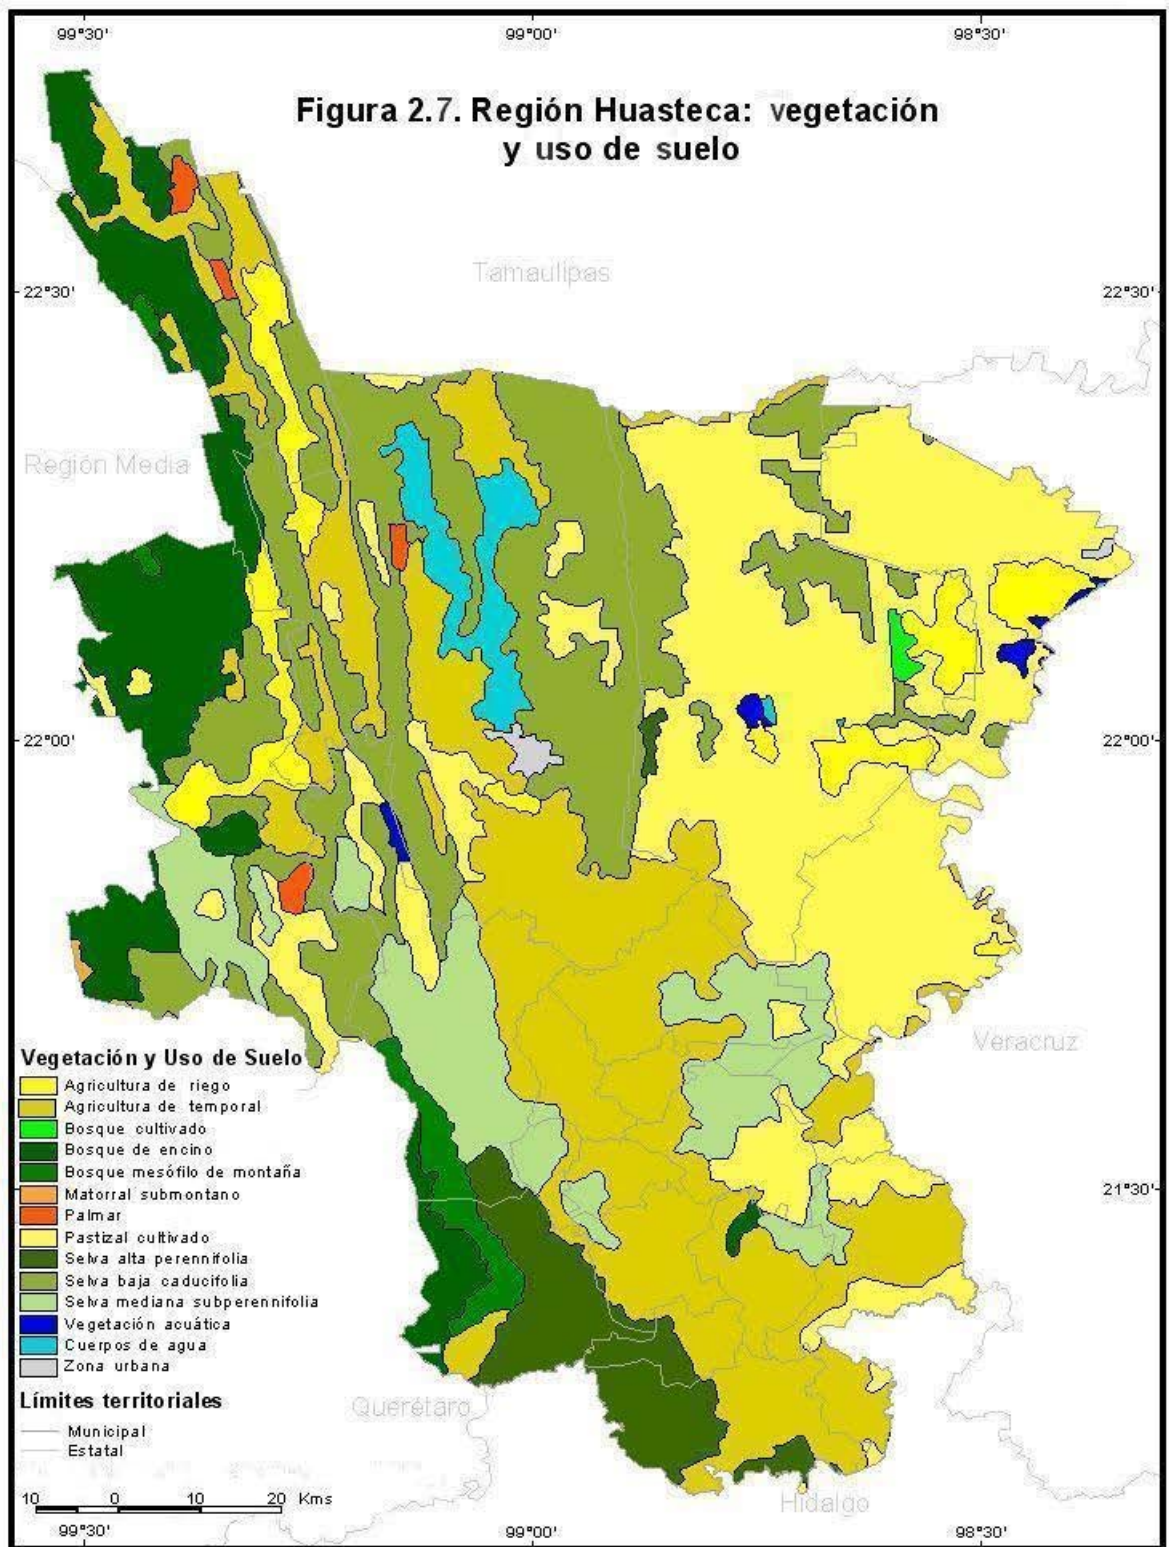 99°30'
99°00'
98°30'
Figura 2.7. Región Huasteca: vegetación
y uso de suelo
Tamaulipas
22°30'
22°30'
Región Media
22°00'
22°00'
Veracruz
Vegetación y Uso de Suelo
Agricultura de riego
Agricultura de temporal
Bosque cultivado
Bosque de encino
Bosque mesófilo de montaña
Matorral submontano
Palmar
Pastizal cultivado
Selva alta perennifolia
Selva baja caducifolia
Selva mediana subperennifolia
Vegetación acuática
Cuerpos de agua
Zona urbana
21°30'
Límites territoriales
Municipal
Estatal
Querétaro
Hidalgo
10 0 10 20 Kms
99°30'
99°00'
98°30'